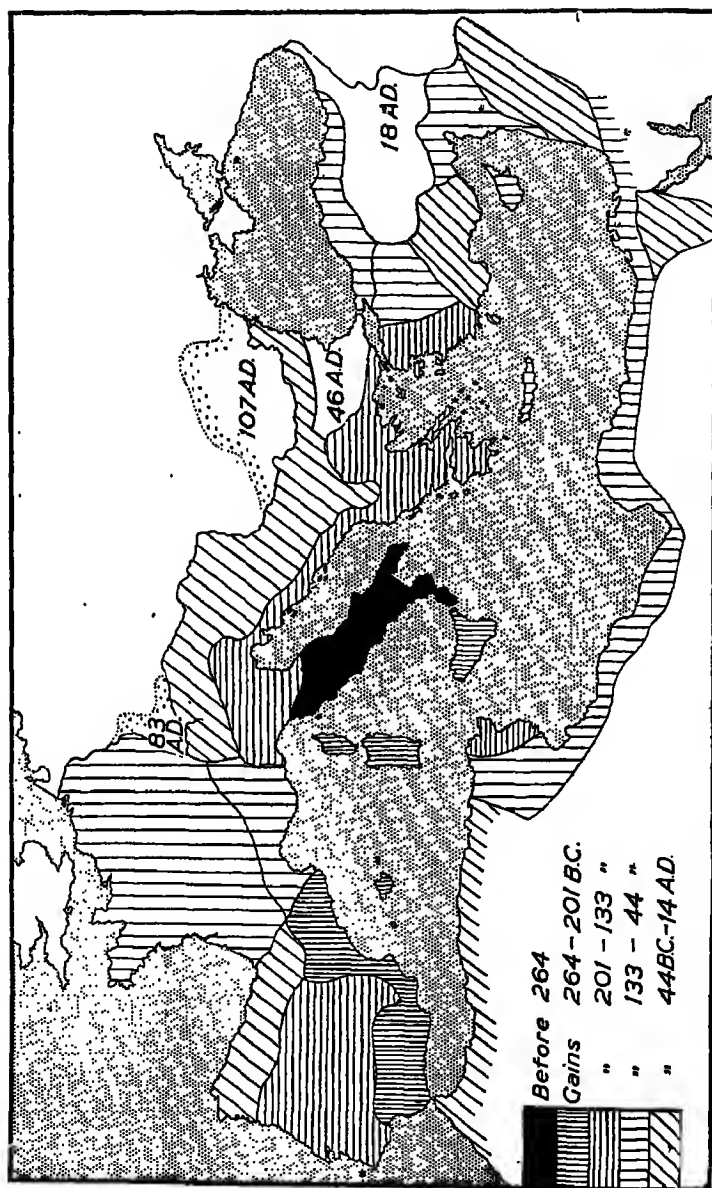 107 A.D.
18 A.D.
46 A.D.
83
A.D.
Before 264
Gains 264-201 B.C.
" 201-133 "
" 133-44 "
" 44 B.C.-14 A.D.